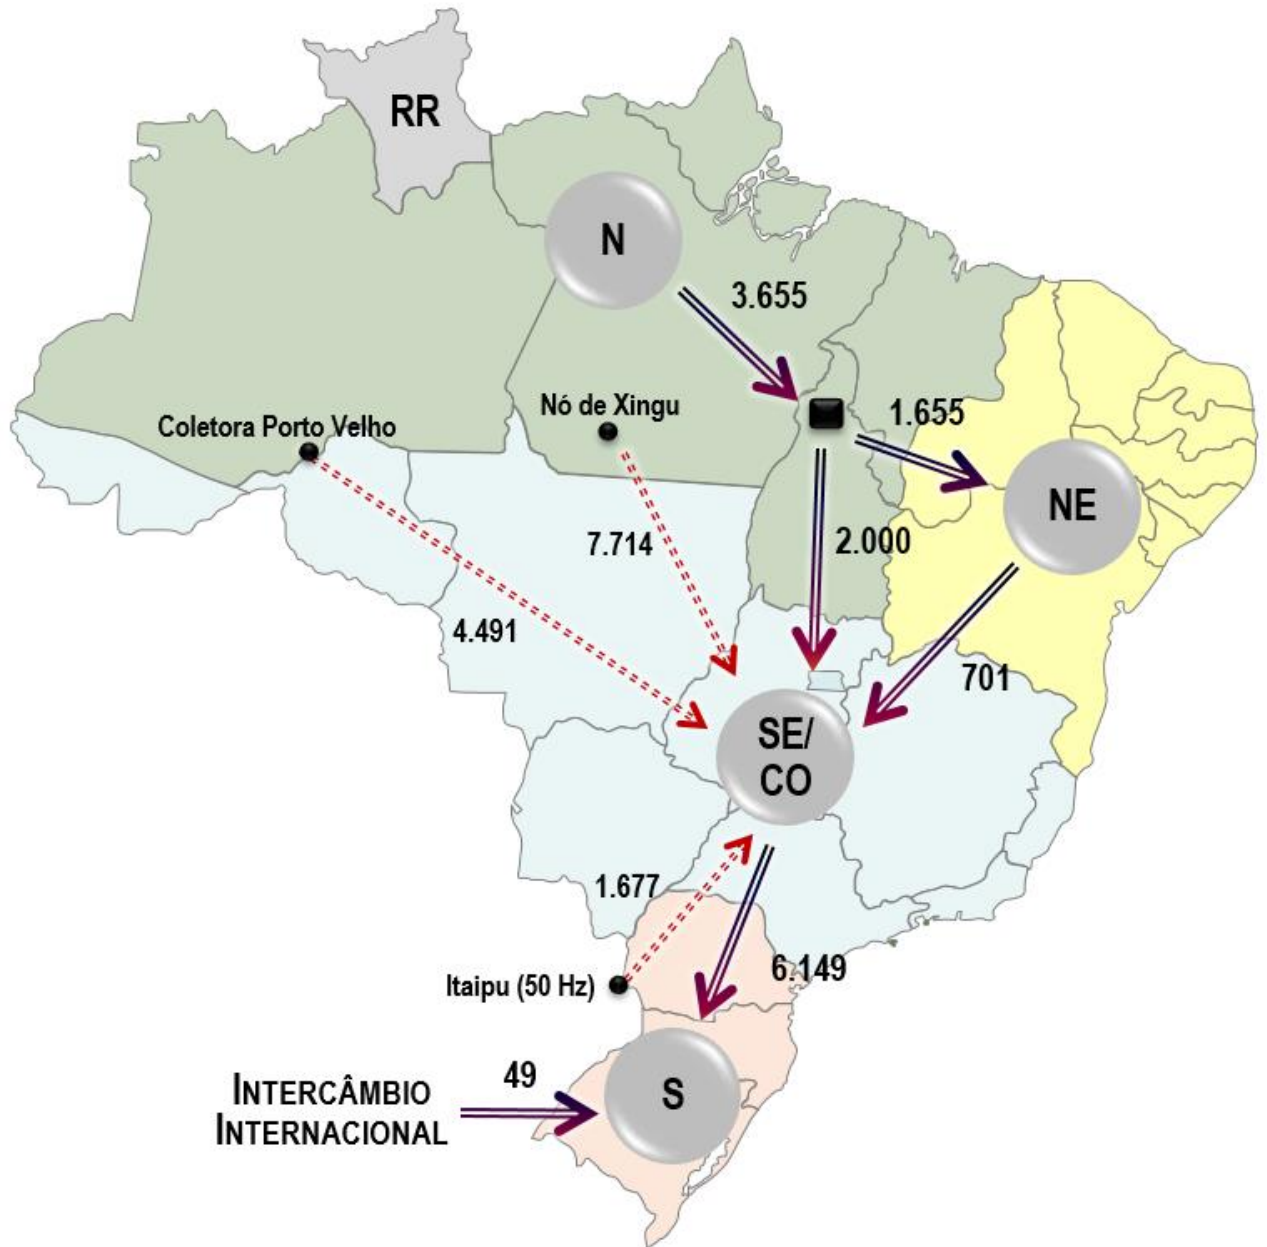 RR
N
3.655
Nó de Xingu
1.655
Coletora Porto Velho
NE
7.714
2.000
4.491
701
SE/
CO
1.677
6.149
Itaipu (50 Hz)
49
INTERCÂMBIO
INTERNACIONAL
S